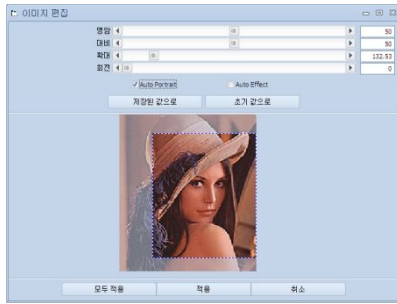 이미지 편집
명암 50
대비 50
확대 132.53
회전 0
Auto Portrait Auto Effect
저장된 값으로 초기 값으로
모두 적용 적용 취소